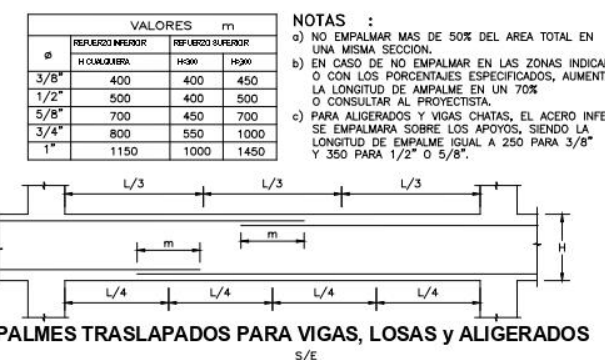 VALORES m
ø REFUERZO INFERIOR REFUERZO SUPERIOR
H CUALQUIERA H<300 H>300
3/8" 400 400 450
1/2" 500 400 500
5/8" 700 450 700
3/4" 800 550 1000
1" 1150 1000 1450
NOTAS :
a) NO EMPALMAR MAS DE 50% DEL AREA TOTAL EN
UNA MISMA SECCION.
b) EN CASO DE NO EMPALMAR EN LAS ZONAS INDICA
O CON LOS PORCENTAJES ESPECIFICADOS, AUMENT
LA LONGITUD DE AMPALME EN UN 70%
O CONSULTAR AL PROYECTISTA.
c) PARA ALIGERADOS Y VIGAS CHATAS, EL ACERO INFE
SE EMPALMARA SOBRE LOS APOYOS, SIENDO LA
LONGITUD DE EMPALME IGUAL A 250 PARA 3/8"
Y 350 PARA 1/2" O 5/8".
L/3 L/3 L/3
m
m
H
L/4 L/4 L/4 L/4
PALMES TRASLAPADOS PARA VIGAS, LOSAS y ALIGERADOS
S/E